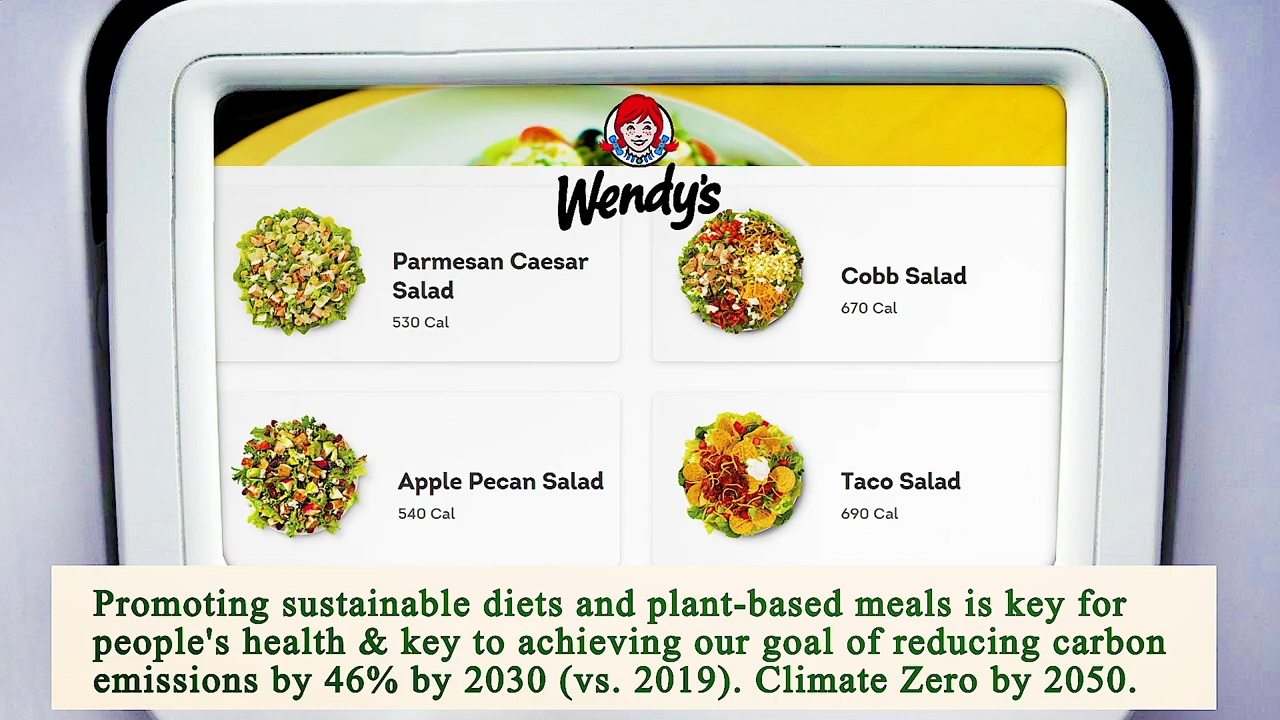 Wendy's
Parmesan Caesar
Salad
530 Cal
Cobb Salad
670 Cal
Apple Pecan Salad
540 Cal
Taco Salad
690 Cal
Promoting sustainable diets and plant-based meals is key for
people's health & key to achieving our goal of reducing carbon
emissions by 46% by 2030 (vs. 2019). Climate Zero by 2050.